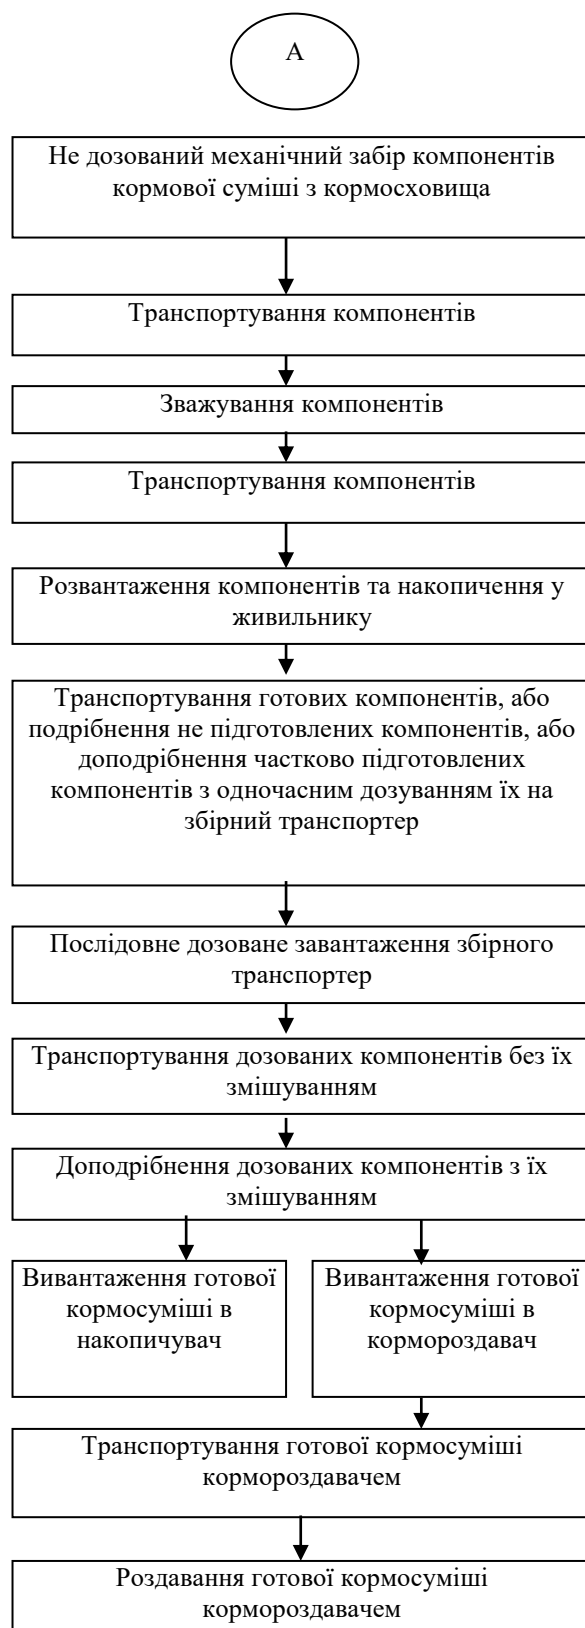 А
Не дозований механічний забір компонентів
кормової суміші з кормосховища
Транспортування компонентів
Зважування компонентів
Транспортування компонентів
Розвантаження компонентів та накопичення у
живильнику
Транспортування готових компонентів, або
подрібнення не підготовлених компонентів, або
доподрібнення частково підготовлених
компонентів з одночасним дозуванням їх на
збірний транспортер
Послідовне дозоване завантаження збірного
транспортер
Транспортування дозованих компонентів без їх
змішуванням
Доподрібнення дозованих компонентів з їх
змішуванням
Вивантаження готової
кормосуміші в
накопичувач
Вивантаження готової
кормосуміші в
кормороздавач
Транспортування готової кормосуміші
кормороздавачем
Роздавання готової кормосуміші
кормороздавачем